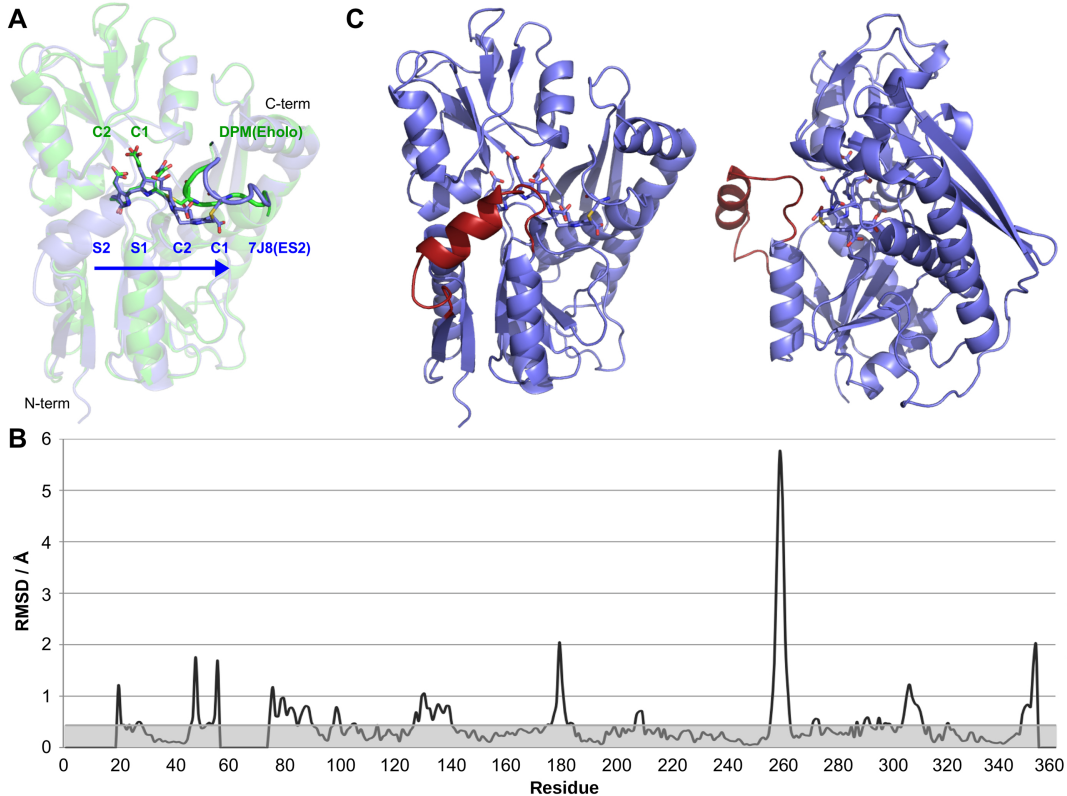 A
C
C-term
C2 C1 DPM(Eholo)
S2 S1 C2 C1 7J8(ES2)
N-term
B
6
5
4
3
2
1
0
RMSD / Å
0 20 40 60 80 100 120 140 160 180 200 220 240 260 280 300 320 340 360
Residue